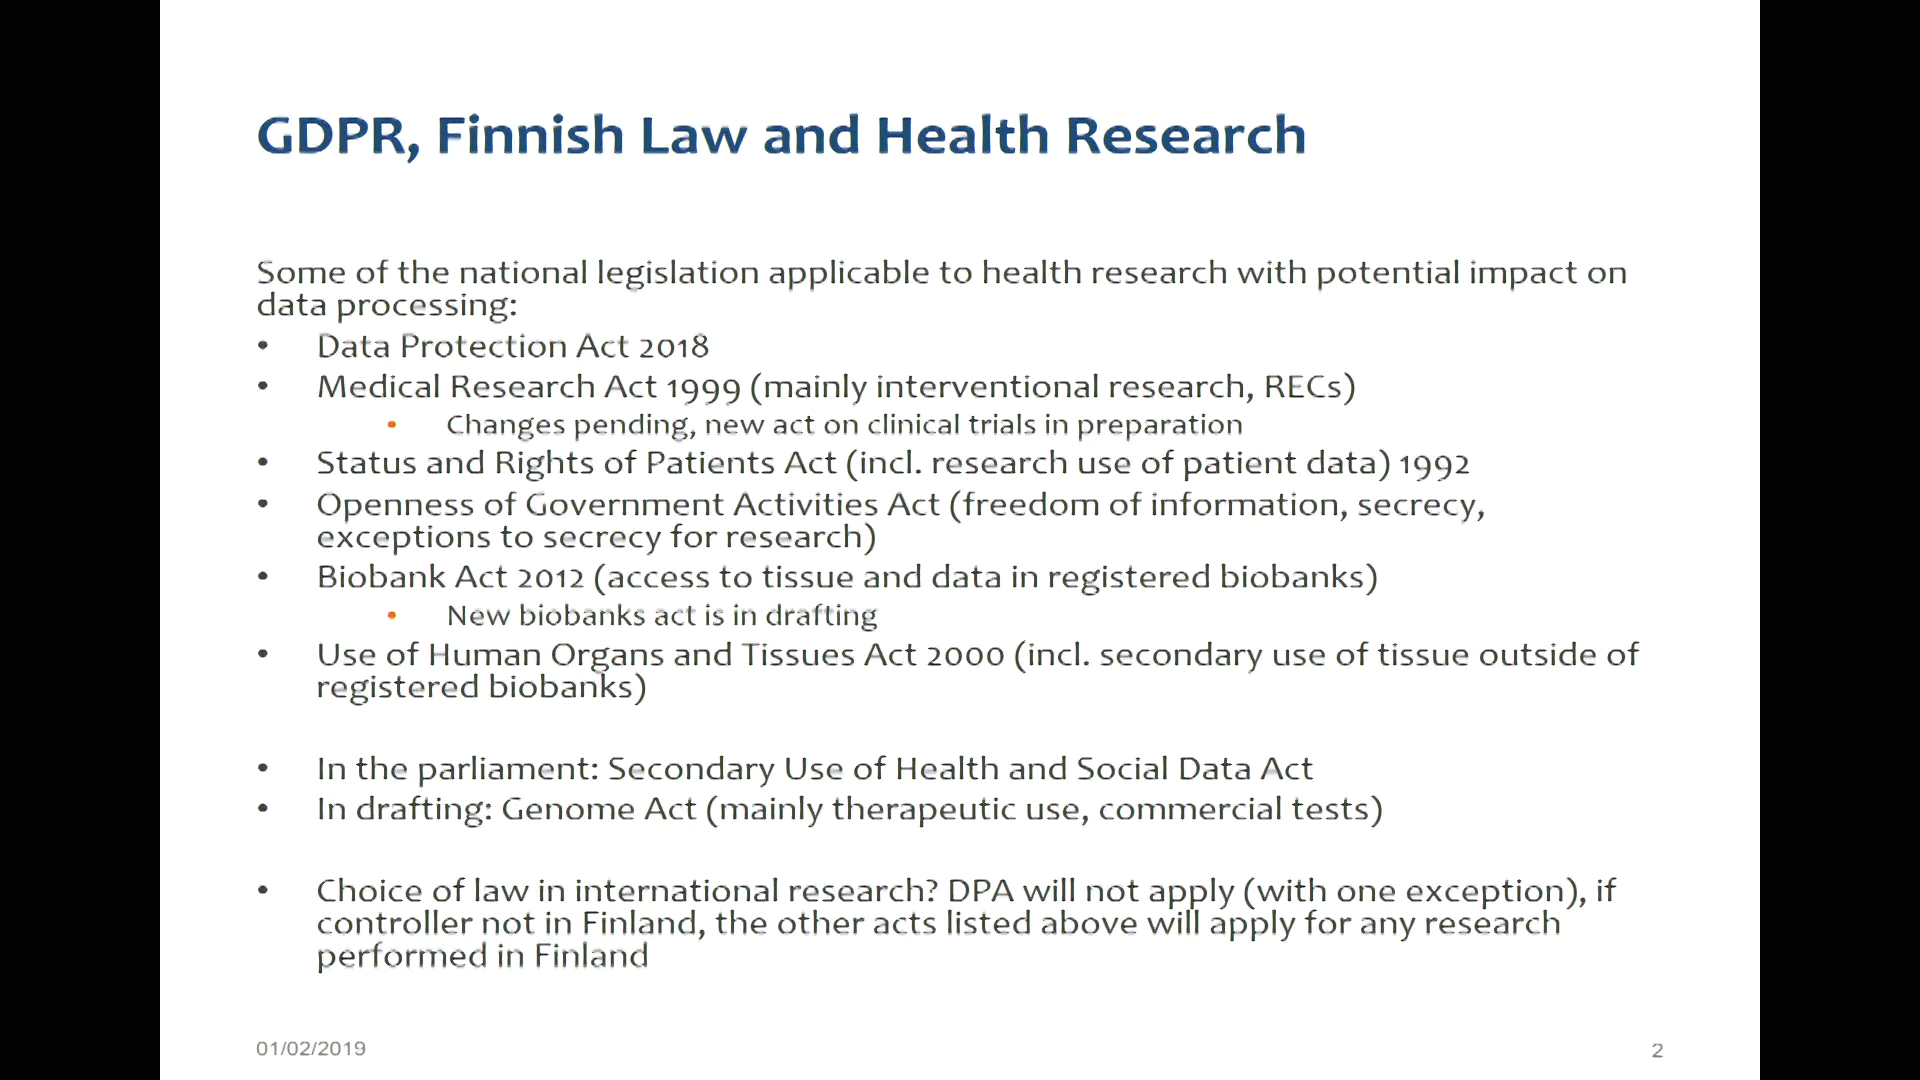 GDPR, Finnish Law and Health Research
Some of the national legislation applicable to health research with potential impact on
data processing:
• Data Protection Act 2018
• Medical Research Act 1999 (mainly interventional research, RECs)
• Changes pending, new act on clinical trials in preparation
• Status and Rights of Patients Act (incl. research use of patient data) 1992
• Openness of Government Activities Act (freedom of information, secrecy,
exceptions to secrecy for research)
• Biobank Act 2012 (access to tissue and data in registered biobanks)
• New biobanks act is in drafting
• Use of Human Organs and Tissues Act 2000 (incl. secondary use of tissue outside of
registered biobanks)
• In the parliament: Secondary Use of Health and Social Data Act
• In drafting: Genome Act (mainly therapeutic use, commercial tests)
• Choice of law in international research? DPA will not apply (with one exception), if
controller not in Finland, the other acts listed above will apply for any research
performed in Finland
01/02/2019
2